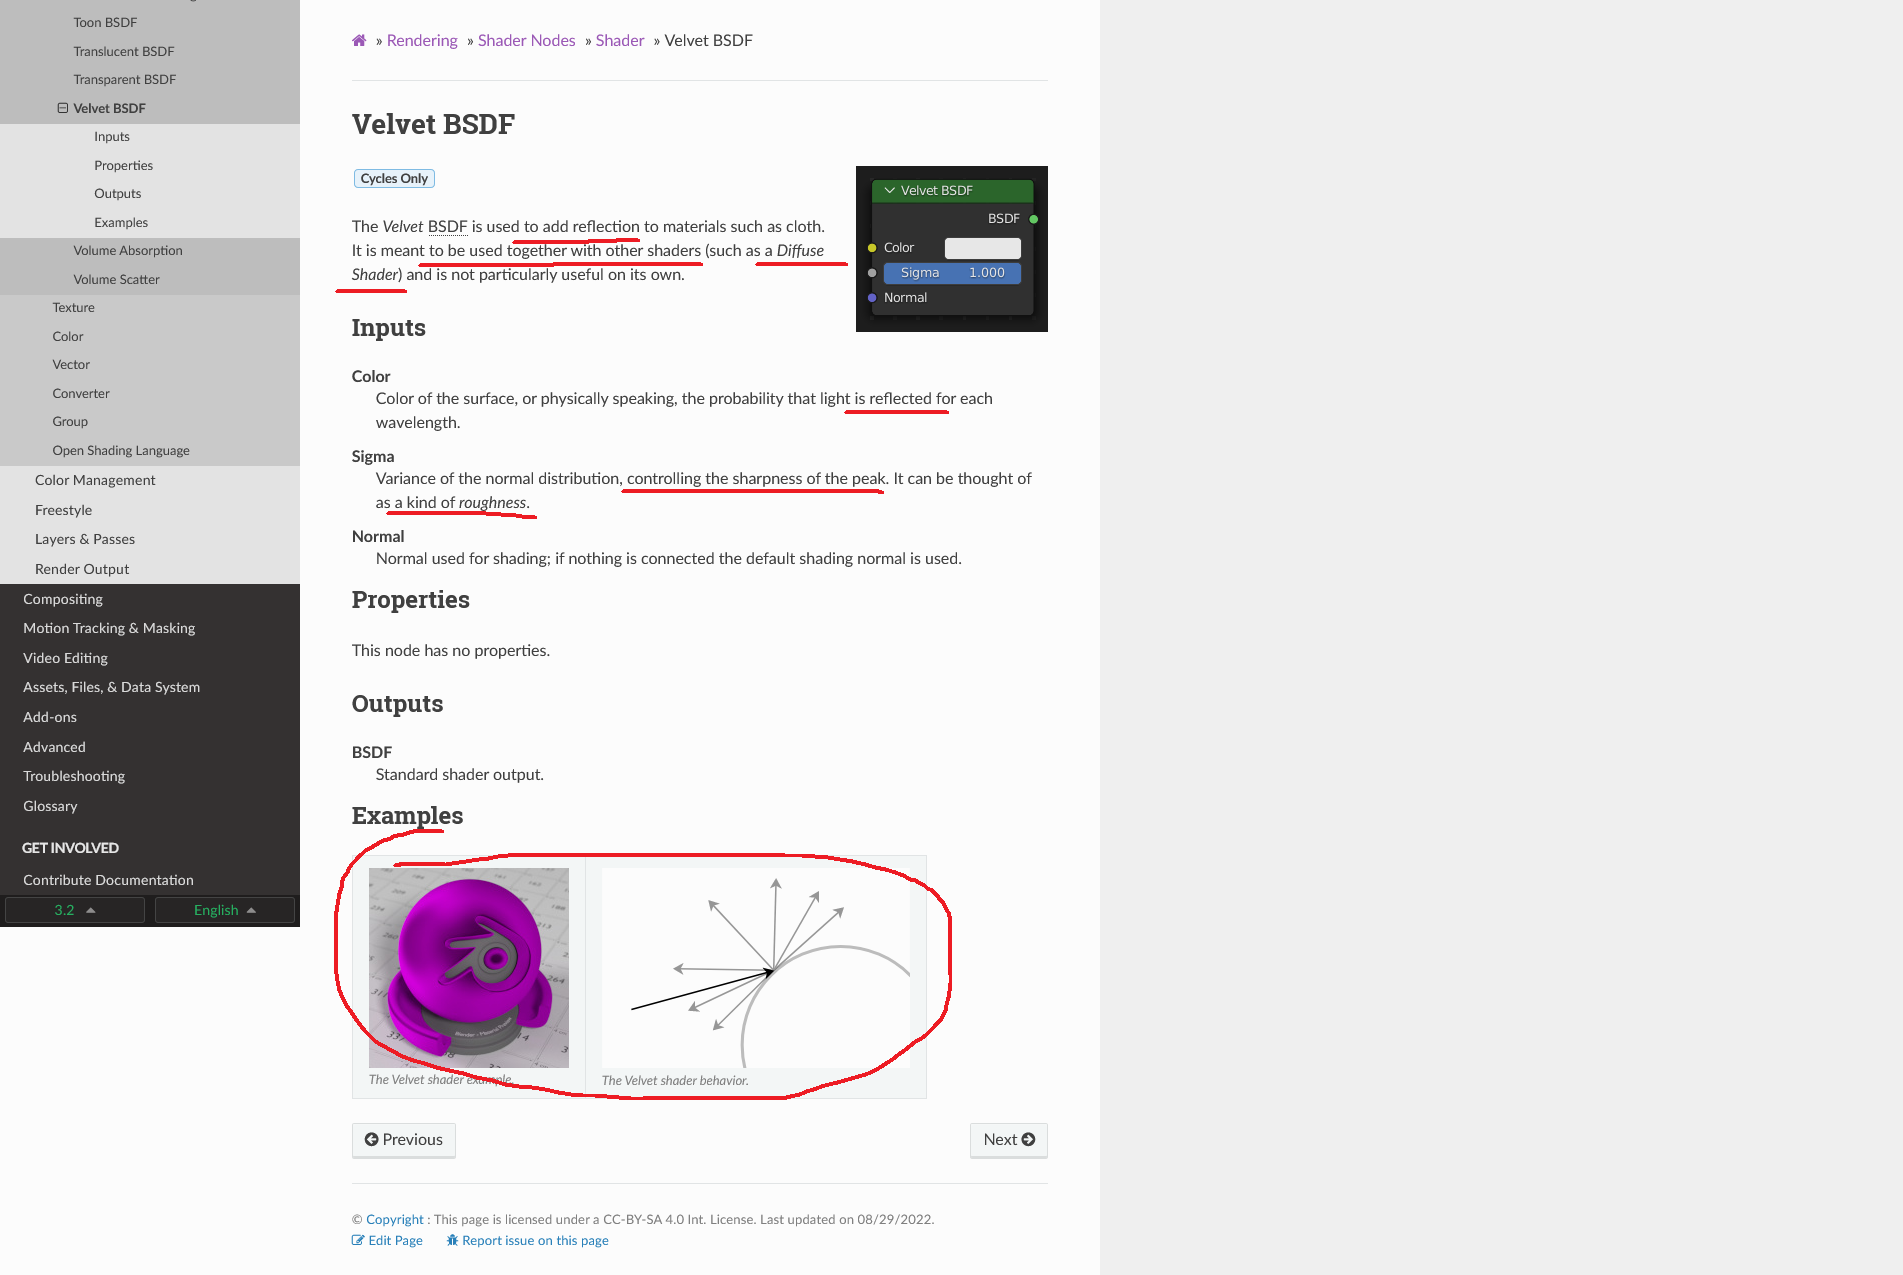 Toon BSDF
Translucent BSDF
Transparent BSDF
Velvet BSDF
Inputs
Properties
Outputs
Examples
Volume Absorption
Volume Scatter
Texture
Color
Vector
Converter
Group
Open Shading Language
Color Management
Freestyle
Layers & Passes
Render Output
Compositing
Motion Tracking & Masking
Video Editing
Assets, Files, & Data System
Add-ons
Advanced
Troubleshooting
Glossary
GET INVOLVED
Contribute Documentation
3.2
English
» Rendering » Shader Nodes » Shader » Velvet BSDF
Velvet BSDF
Cycles Only
The Velvet BSDF is used to add reflection to materials such as cloth.
It is meant to be used together with other shaders (such as a Diffuse
Shader) and is not particularly useful on its own.
Velvet BSDF
BSDF
Color
Sigma 1.000
Normal
Inputs
Color
Color of the surface, or physically speaking, the probability that light is reflected for each
wavelength.
Sigma
Variance of the normal distribution, controlling the sharpness of the peak. It can be thought of
as a kind of roughness.
Normal
Normal used for shading; if nothing is connected the default shading normal is used.
Properties
This node has no properties.
Outputs
BSDF
Standard shader output.
Examples
The Velvet shader example.
The Velvet shader behavior.
Previous
Next
© Copyright : This page is licensed under a CC-BY-SA 4.0 Int. License. Last updated on 08/29/2022.
Edit Page
Report issue on this page